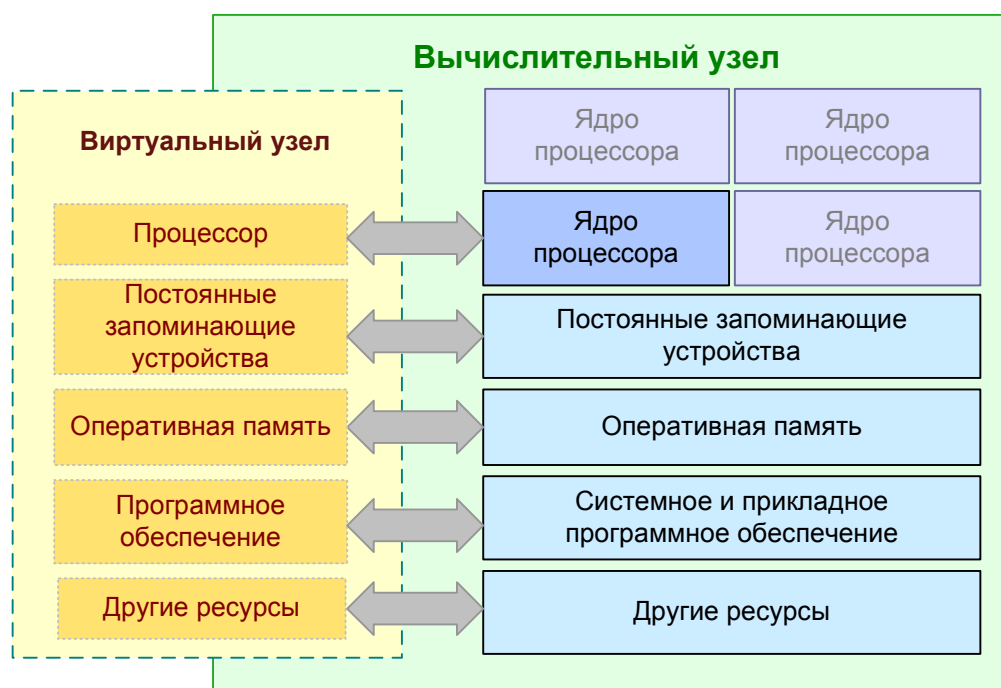 Вычислительный узел
Виртуальный узел
Ядро
процессора
Ядро
процессора
Процессор
Ядро
процессора
Ядро
процессора
Постоянные
запоминающие
устройства
Постоянные запоминающие
устройства
Оперативная память
Оперативная память
Программное
обеспечение
Системное и прикладное
программное обеспечение
Другие ресурсы
Другие ресурсы